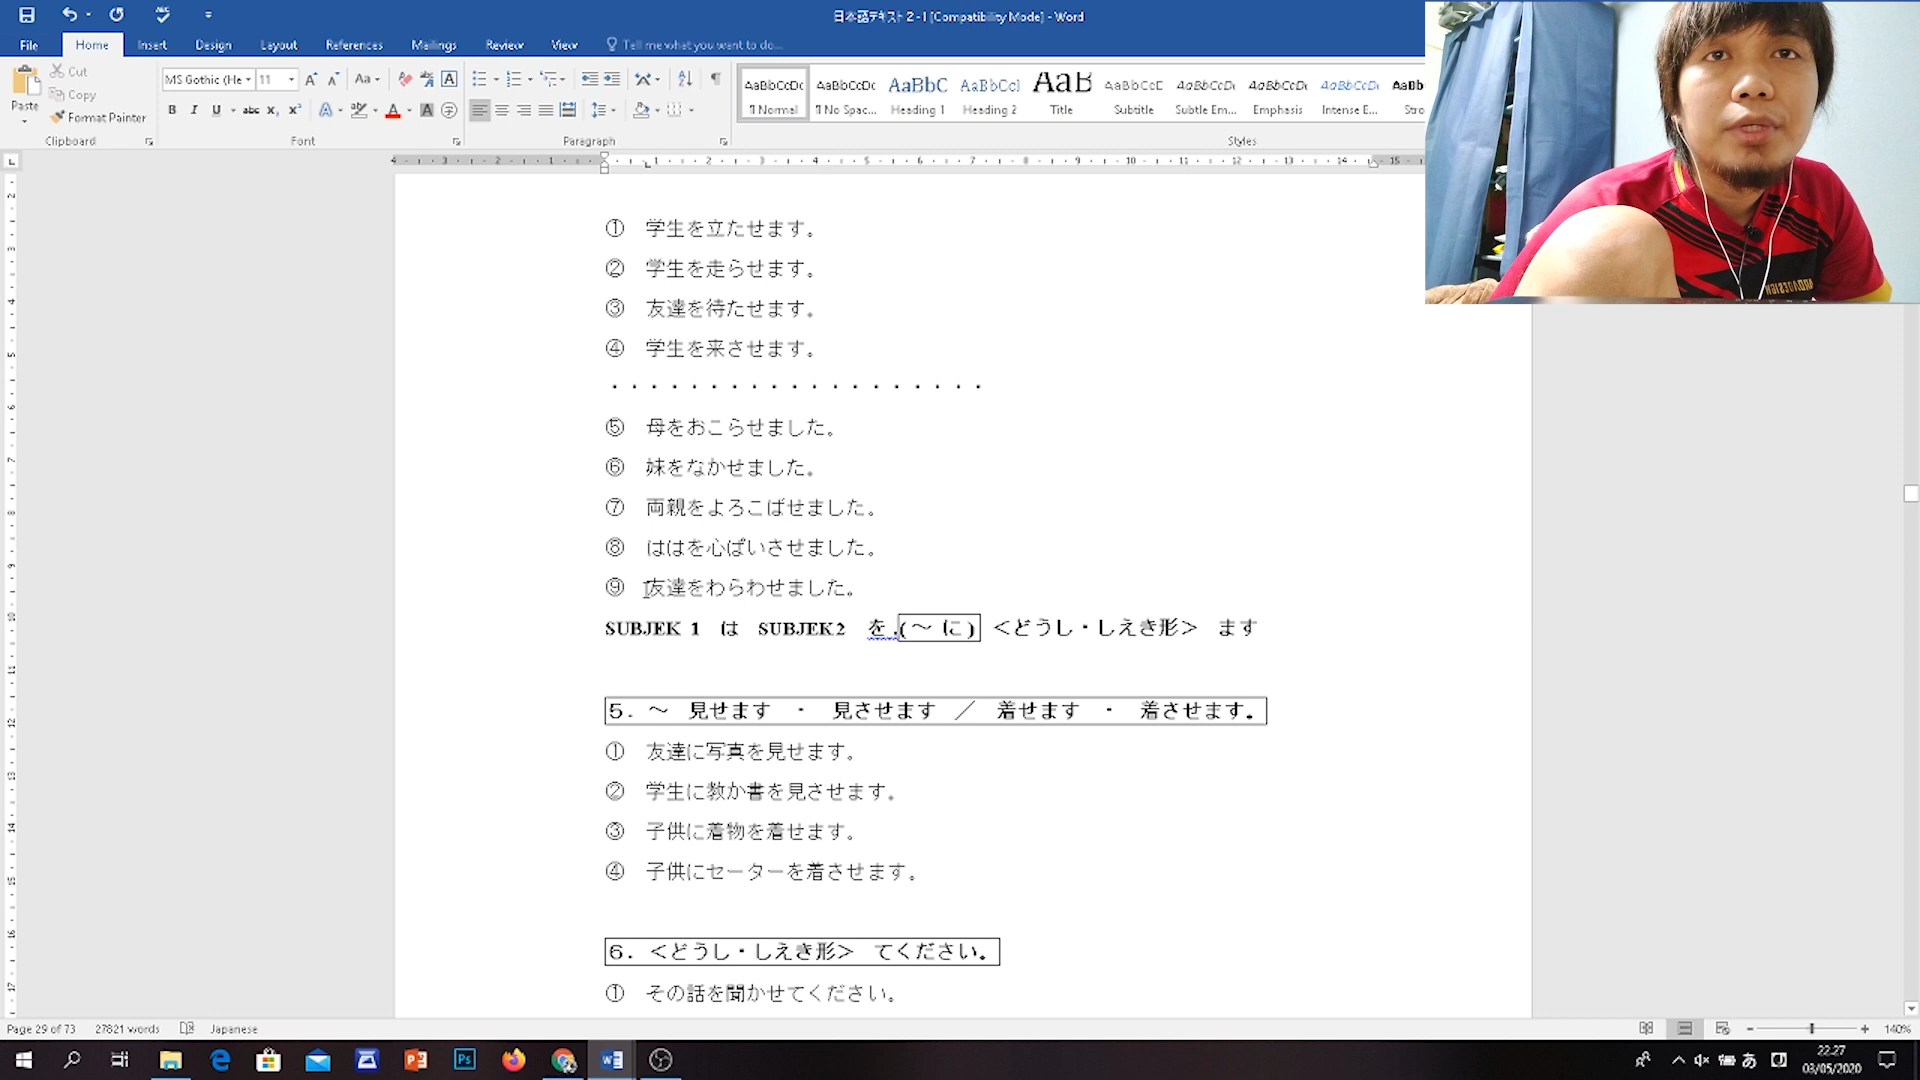 日本語テキスト2-I [Compatibility Mode] - Word
File Home Insert Design Layout References Mailings Review View Tell me what you want to do...
Cut
Copy
Format Painter
Paste
Clipboard
MS Gothic (He 11
Font
Paragraph
AaBbCcDc AaBbCcDc AaBbC AaBbCcI AaB AaBbCcC AaBbCcDı AaBbCcDı AaBbCcDı AaBb
Normal No Spac... Heading 1 Heading 2 Title Subtitle Subtle Em... Emphasis Intense E... Stro
Styles
① 学生を立たせます。
② 学生を走らせます。
③ 友達を待たせます。
④ 学生を来させます。
・・・・・・・・・・・・・・・・・・・
⑤ 母をおこらせました。
⑥ 妹をなかせました。
⑦ 両親をよろこばせました。
⑧ ははを心ぱいさせました。
⑨ 友達をわらわせました。
SUBJEK 1 は SUBJEK2 を .(~ に) <どうし・しえき形> ます
5. ~ 見せます ・ 見させます / 着せます ・ 着させます。
① 友達に写真を見せます。
② 学生に教か書を見させます。
③ 子供に着物を着せます。
④ 子供にセーターを着させます。
6. <どうし・しえき形> てください。
① その話を聞かせてください。
Page 29 of 73 27821 words Japanese 140%
22.27
03/05/2020